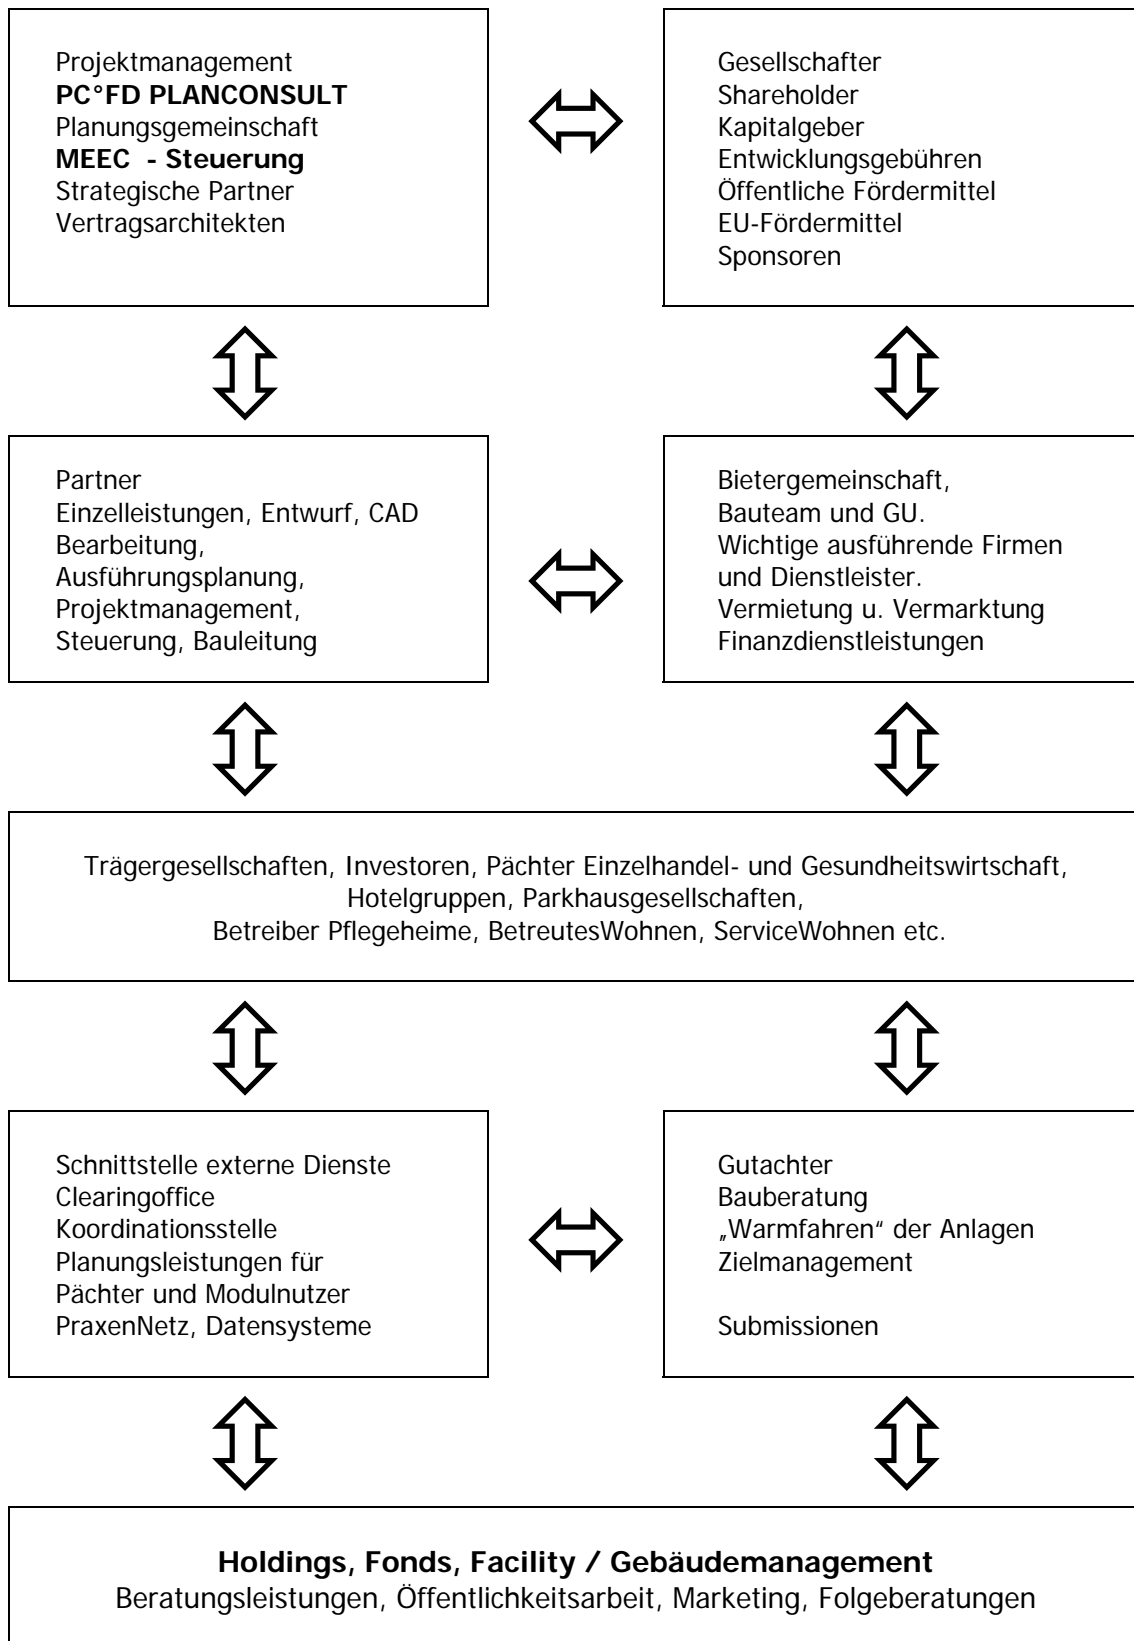 Projektmanagement
PC°FD PLANCONSULT
Planungsgemeinschaft
MEEC - Steuerung
Strategische Partner
Vertragsarchitekten
Gesellschafter
Shareholder
Kapitalgeber
Entwicklungsgebühren
Öffentliche Fördermittel
EU-Fördermittel
Sponsoren
Partner
Einzelleistungen, Entwurf, CAD
Bearbeitung,
Ausführungsplanung,
Projektmanagement,
Steuerung, Bauleitung
Bietergemeinschaft,
Bauteam und GU.
Wichtige ausführende Firmen
und Dienstleister.
Vermietung u. Vermarktung
Finanzdienstleistungen
Trägergesellschaften, Investoren, Pächter Einzelhandel- und Gesundheitswirtschaft,
Hotelgruppen, Parkhausgesellschaften,
Betreiber Pflegeheime, BetreutesWohnen, ServiceWohnen etc.
Schnittstelle externe Dienste
Clearingoffice
Koordinationsstelle
Planungsleistungen für
Pächter und Modulnutzer
PraxenNetz, Datensysteme
Gutachter
Bauberatung
„Warmfahren“ der Anlagen
Zielmanagement
Submissionen
Holdings, Fonds, Facility / Gebäudemanagement
Beratungsleistungen, Öffentlichkeitsarbeit, Marketing, Folgeberatungen